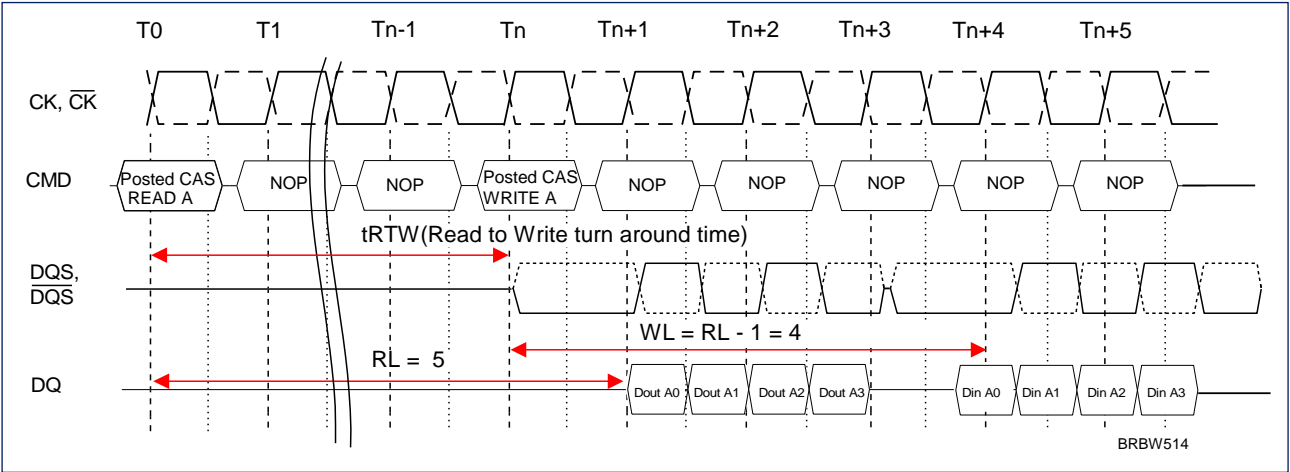 T0 T1 Tn-1 Tn Tn+1 Tn+2 Tn+3 Tn+4 Tn+5
CK, CK
CMD
Posted CAS
READ A
NOP
NOP
Posted CAS
WRITE A
NOP
NOP
NOP
NOP
NOP
tRTW(Read to Write turn around time)
DQS,
DQS
WL = RL - 1 = 4
RL = 5
DQ
Dout A0 Dout A1 Dout A2 Dout A3 Din A0 Din A1 Din A2 Din A3
BRBW514